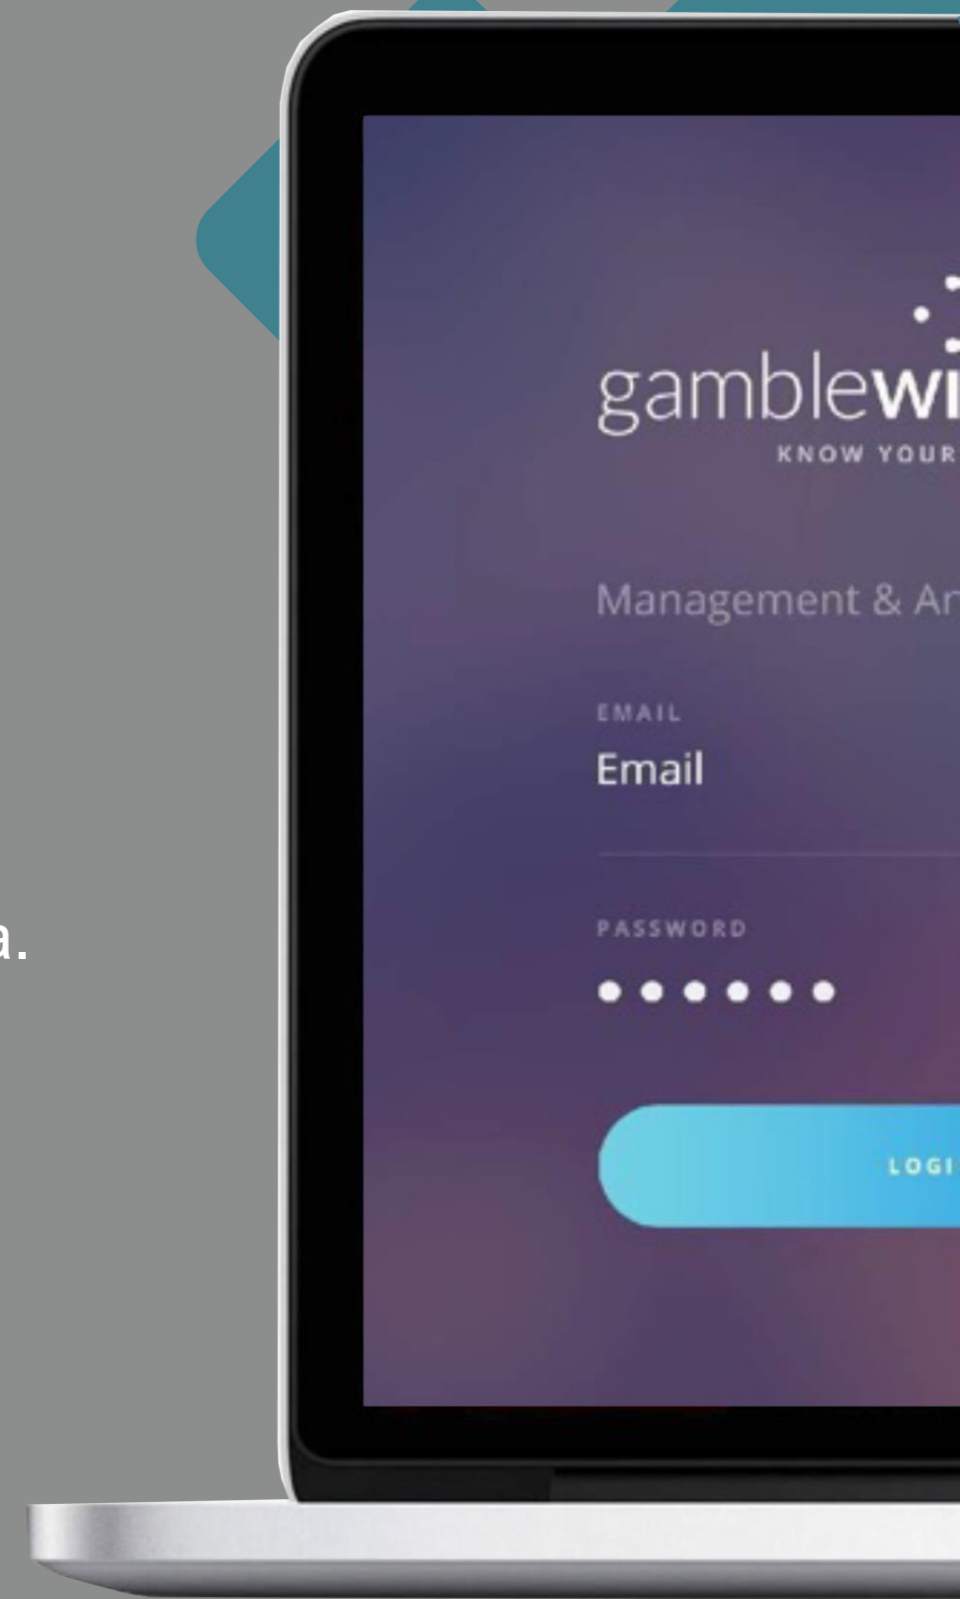 gamblewi
KNOW YOUR
Management & An
EMAIL
Email
a.
PASSWORD
LOGI